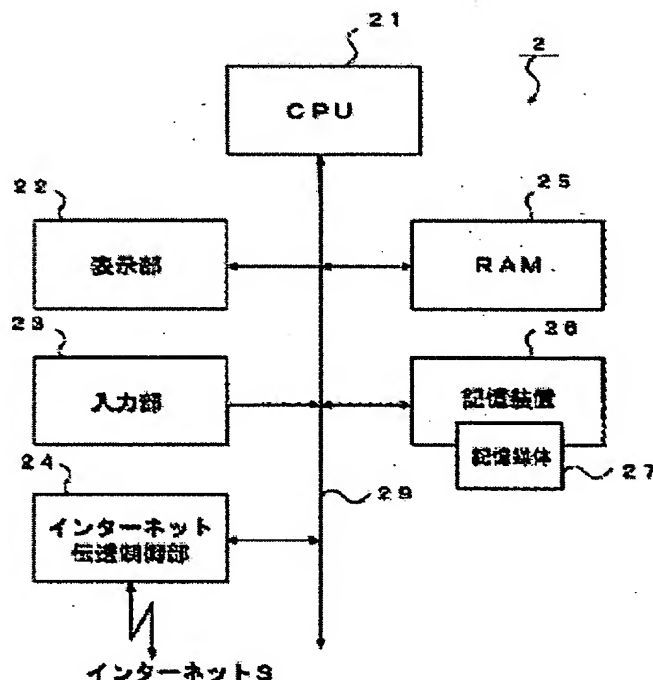 21
2
CPU
22
25
表示部
RAM
23
26
入力部
記憶装置
記憶媒体
27
24
29
インターネット
伝送制御部
インターネット3